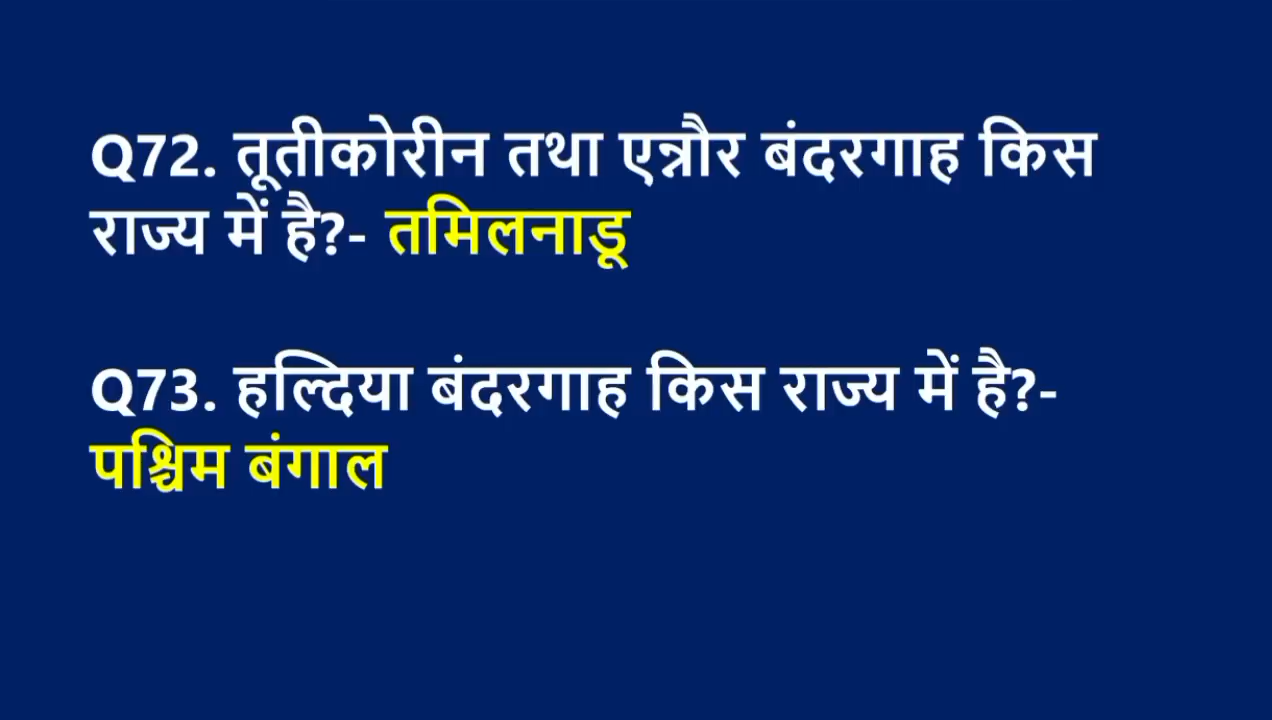 Q72. तूतीकोरीन तथा एन्नौर बंदरगाह किस
राज्य में है?- तमिलनाडू
Q73. हल्दिया बंदरगाह किस राज्य में है?-
पश्चिम बंगाल